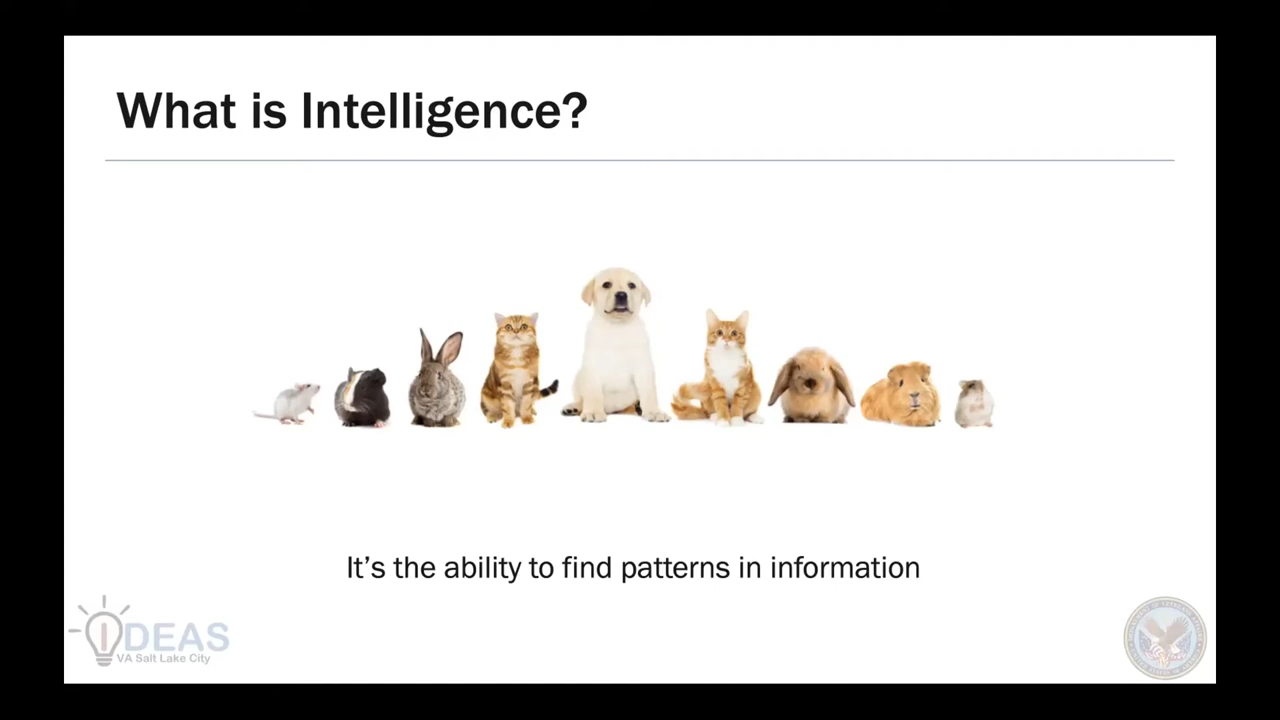 What is Intelligence?
It's the ability to find patterns in information
IDEAS
VA Salt Lake City